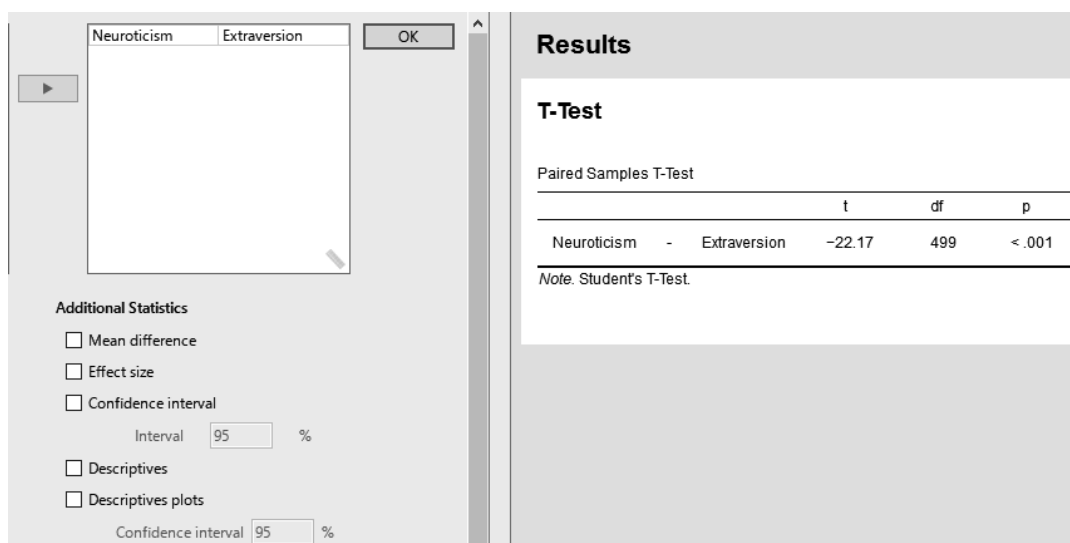 Neuroticism Extraversion
OK
Additional Statistics
Mean difference
Effect size
Confidence interval
Interval 95 %
Descriptives
Descriptives plots
Confidence interval 95 %
Results
T-Test
Paired Samples T-Test
t df p
Neuroticism - Extraversion −22.17 499 < .001
Note. Student's T-Test.